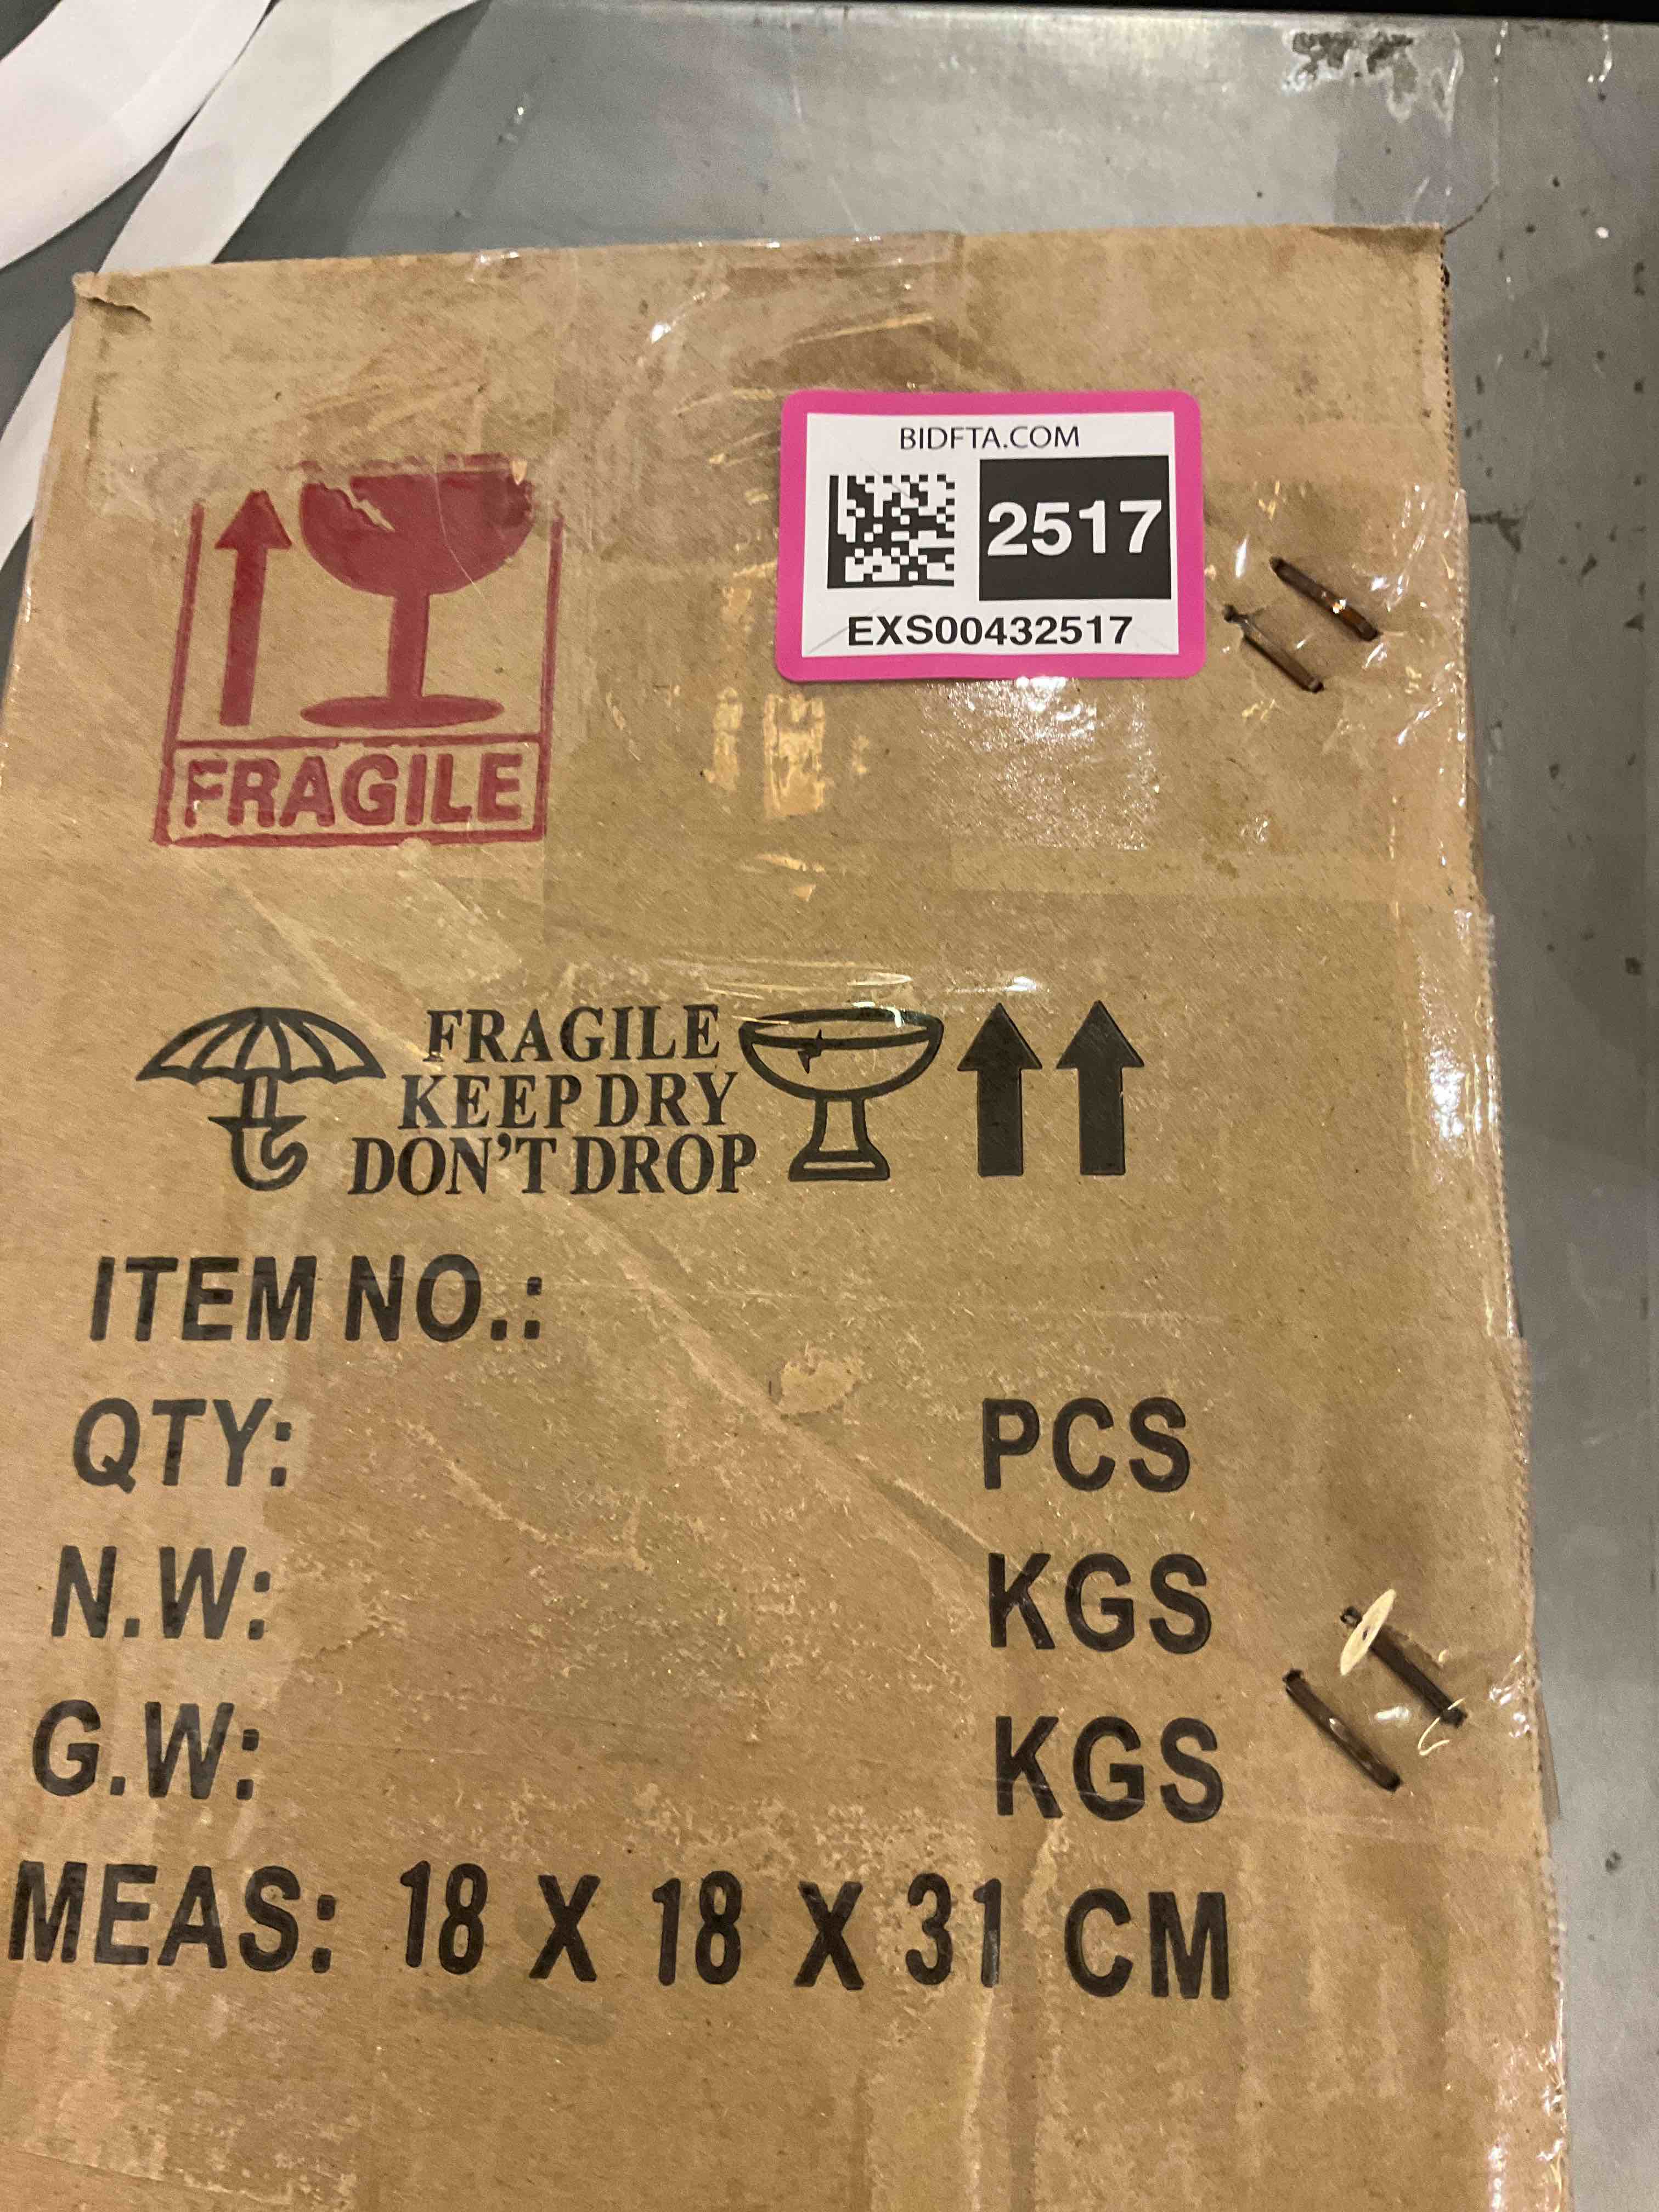 BIDFTA.COM
2517
EXS00432517
FRAGILE
FRAGILE
KEEP DRY
DON'T DROP
ITEM NO.:
QTY: PCS
N.W: KGS
G.W: KGS
MEAS: 18 X 18 X 31 CM